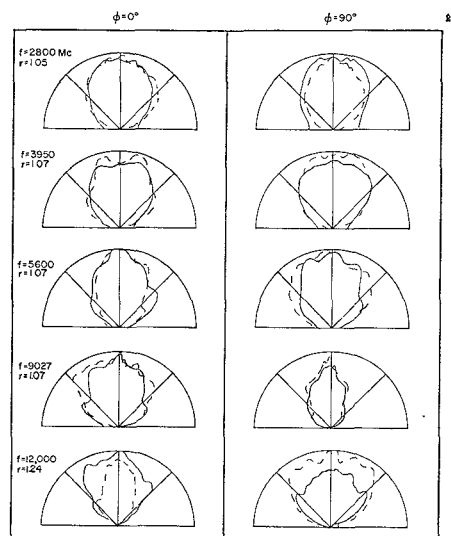 φ=0° φ=90°
f=2800 Mc
r=1.05
f=3950
r=1.07
f=5600
r=1.07
f=9027
r=1.07
f=12,000
r=1.24